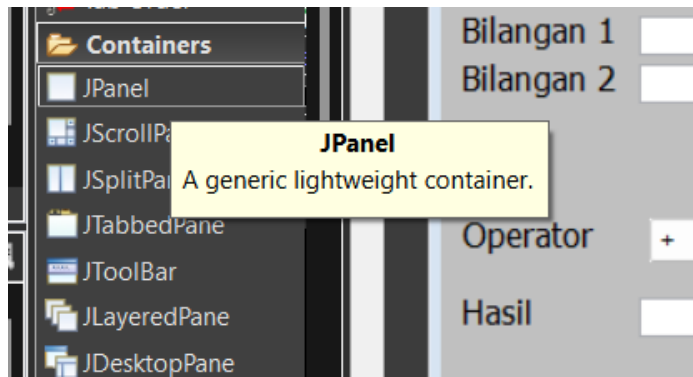 Containers
JPanel
JScrollPa
JSplitPa
JTabbedPane
JToolBar
JLayeredPane
JDesktopPane
JPanel
A generic lightweight container.
Bilangan 1
Bilangan 2
Operator
+
Hasil